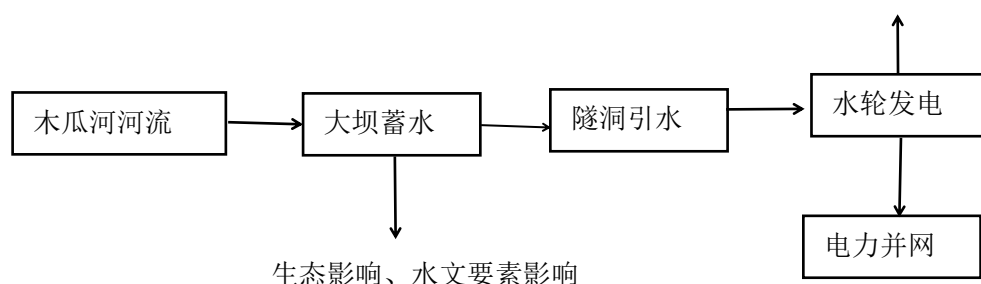 木瓜河河流
大坝蓄水
隧洞引水
水轮发电
电力并网
生态影响、水文要素影响